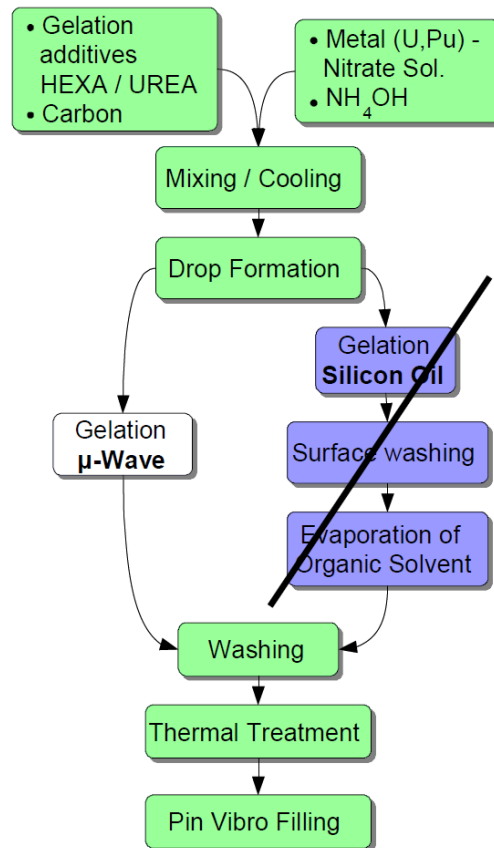 • Gelation
additives
HEXA / UREA
• Carbon
• Metal (U,Pu) -
Nitrate Sol.
• NH4OH
Mixing / Cooling
Drop Formation
Gelation
Silicon Oil
Gelation
µ-Wave
Surface washing
Evaporation of
Organic Solvent
Washing
Thermal Treatment
Pin Vibro Filling